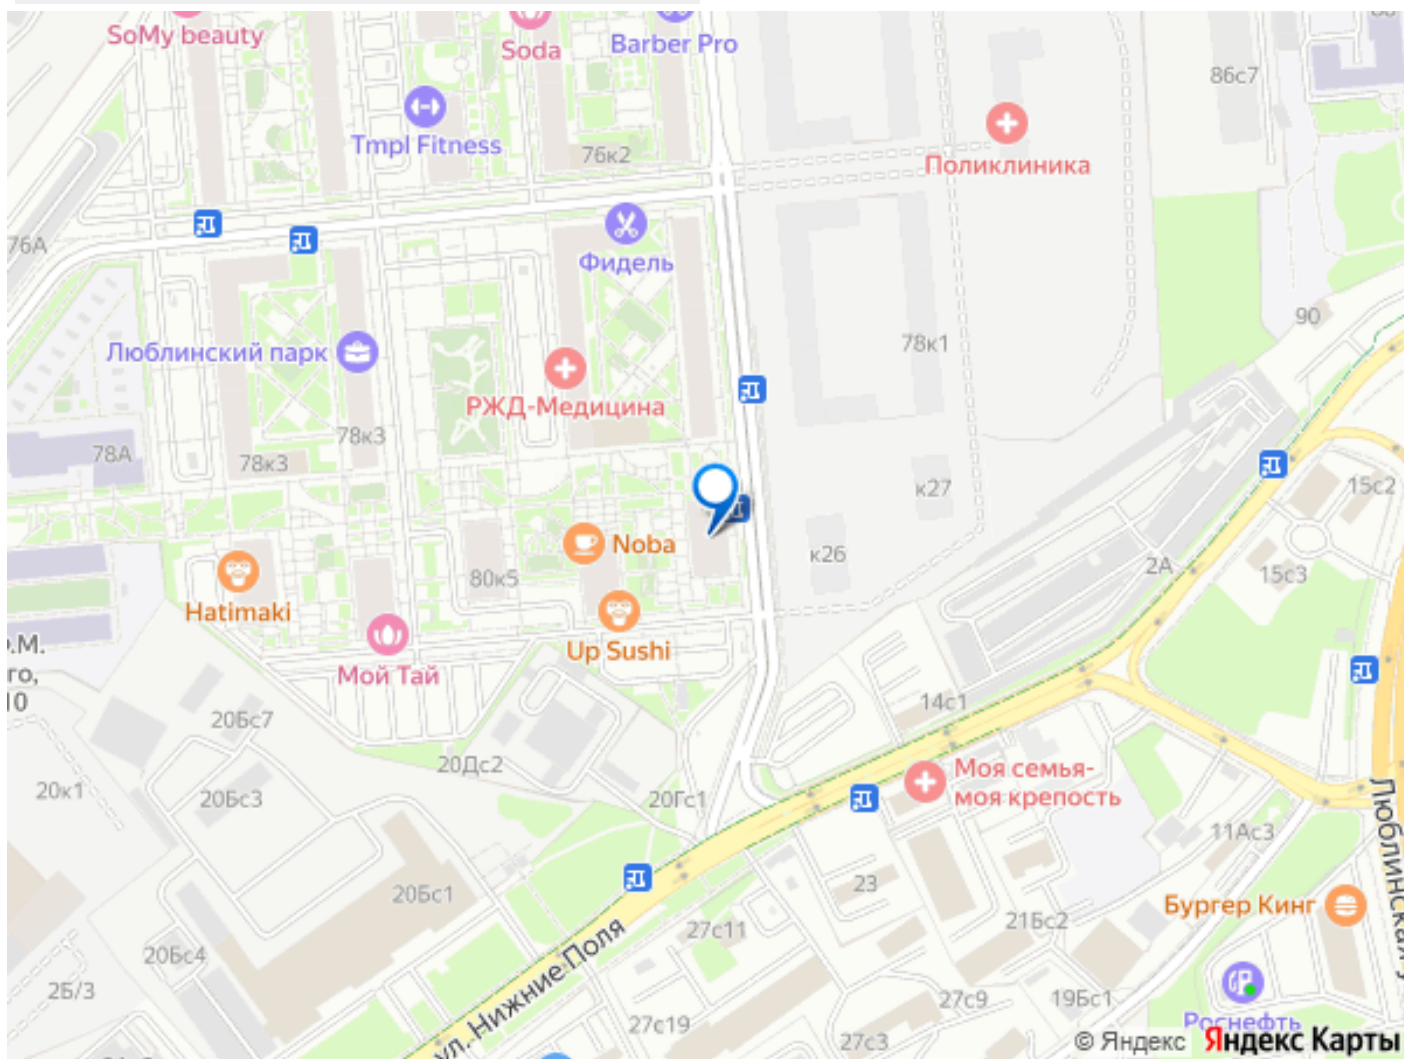 SoMy beauty
Soda
Barber Pro
86с7
Tmpl Fitness
76к2
Поликлиника
76А
Фидель
90
Люблинский парк
78к1
РЖД-Медицина
78А
78к3
78к3
15с2
к27
Noba
к26
2А
15с3
80к5
Hatimaki
Up Sushi
Мой Тай
го,
10
14с1
20Бс7
20Дс2
Моя семья-
моя крепость
20к1
20Бс3
20Гс1
11Ас3
Люблинская у
23
20Бс1
Бургер Кинг
21Бс2
27с11
20Бс4
ул. Нижние Поля
2Б/3
27с9
19Бс1
Роснефть
27с19
27с3
© Яндекс Яндекс Карты